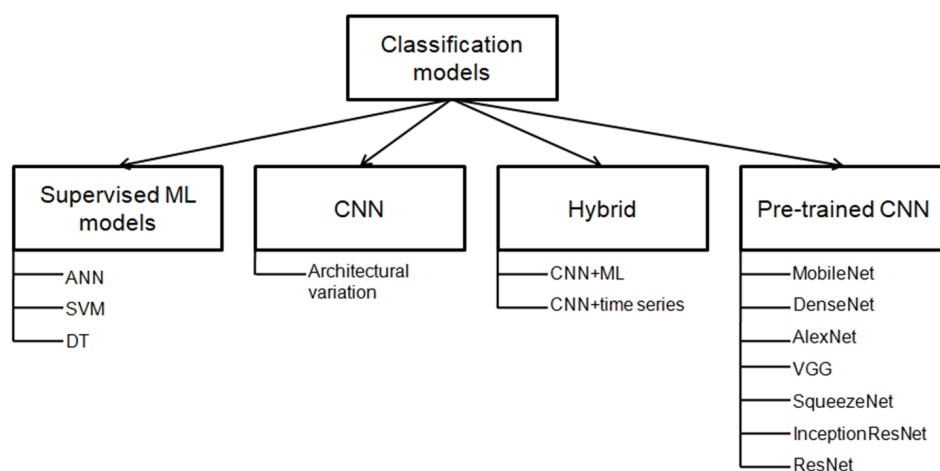 Classification
models
Supervised ML
models
CNN
Hybrid
Pre-trained CNN
ANN
SVM
DT
Architectural
variation
CNN+ML
CNN+time series
MobileNet
DenseNet
AlexNet
VGG
SqueezeNet
InceptionResNet
ResNet